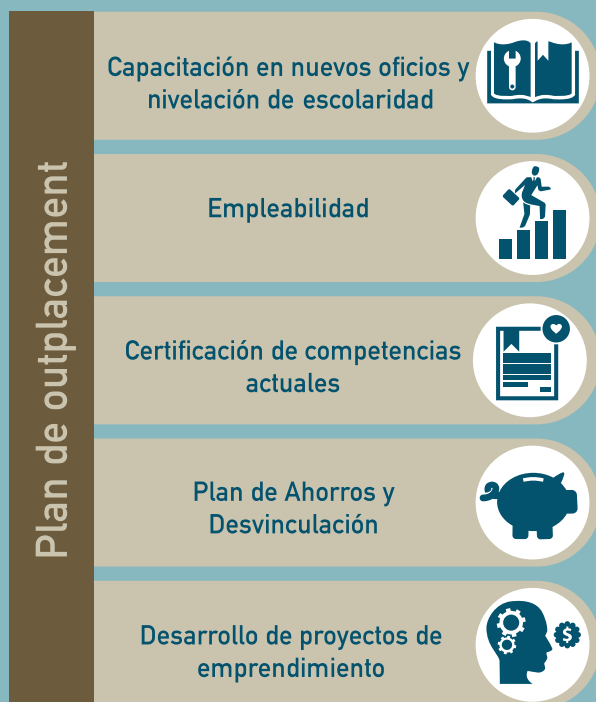 Plan de outplacement
Capacitación en nuevos oficios y
nivelación de escolaridad
Empleabilidad
Certificación de competencias
actuales
Plan de Ahorros y
Desvinculación
Desarrollo de proyectos de
emprendimiento
$